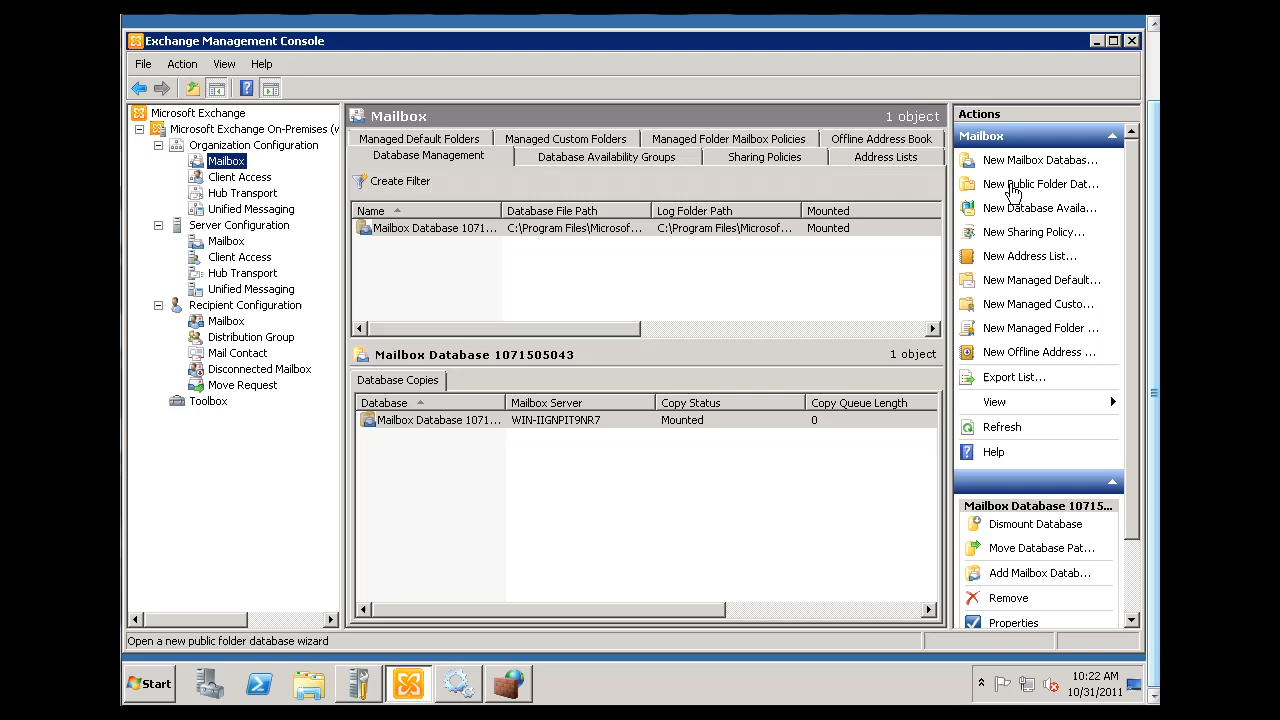 Exchange Management Console
File Action View Help
Microsoft Exchange
Microsoft Exchange On-Premises (w
Organization Configuration
Mailbox
Client Access
Hub Transport
Unified Messaging
Server Configuration
Mailbox
Client Access
Hub Transport
Unified Messaging
Recipient Configuration
Mailbox
Distribution Group
Mail Contact
Disconnected Mailbox
Move Request
Toolbox
Mailbox 1 object
Managed Default Folders Managed Custom Folders Managed Folder Mailbox Policies Offline Address Book
Database Management Database Availability Groups Sharing Policies Address Lists
Create Filter
Name Database File Path Log Folder Path Mounted
Mailbox Database 1071... C:\Program Files\Microsof... C:\Program Files\Microsof... Mounted
Mailbox Database 1071505043 1 object
Database Copies
Database Mailbox Server Copy Status Copy Queue Length
Mailbox Database 1071... WIN-IIGNPIT9NR7 Mounted 0
Actions
Mailbox
New Mailbox Databas...
New Public Folder Dat...
New Database Availa...
New Sharing Policy...
New Address List...
New Managed Default...
New Managed Custo...
New Managed Folder ...
New Offline Address ...
Export List...
View
Refresh
Help
Mailbox Database 10715...
Dismount Database
Move Database Pat...
Add Mailbox Datab...
Remove
Properties
Open a new public folder database wizard
Start
10:22 AM
10/31/2011